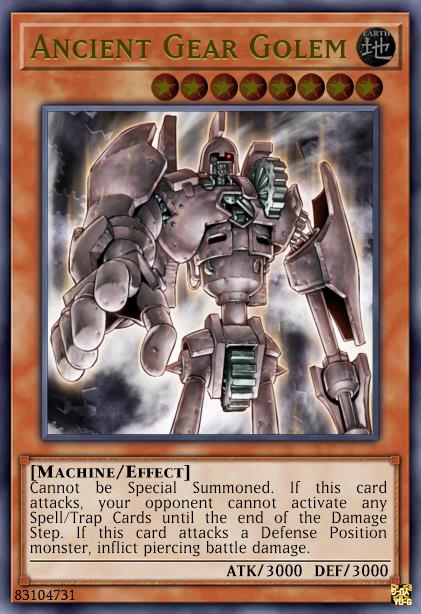 ANCIENT GEAR GOLEM
EARTH
地
[MACHINE/EFFECT]
Cannot be Special Summoned. If this card
attacks, your opponent cannot activate any
Spell/Trap Cards until the end of the Damage
Step. If this card attacks a Defense Position
monster, inflict piercing battle damage.
ATK/3000 DEF/3000
83104731